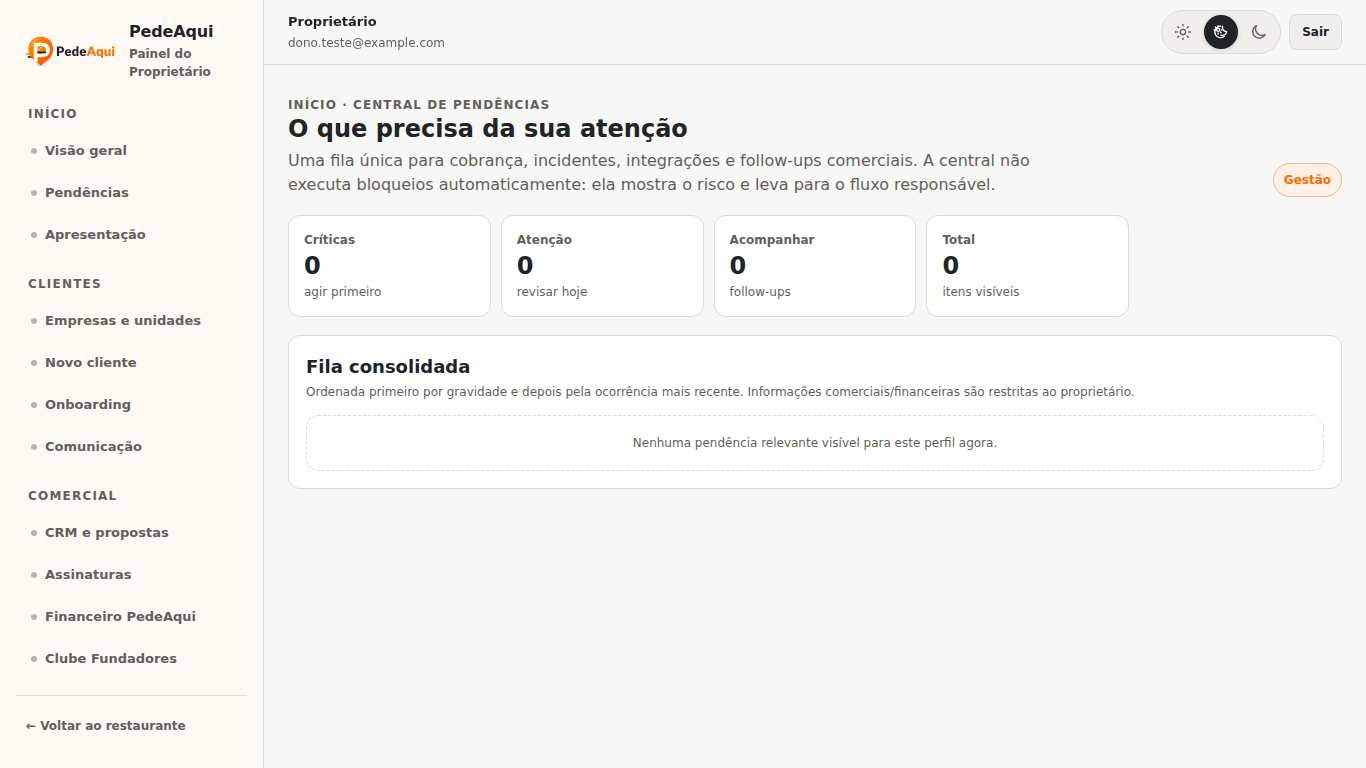 PedeAqui
PedeAqui
Painel do
Proprietário
INÍCIO
Visão geral
Pendências
Apresentação
CLIENTES
Empresas e unidades
Novo cliente
Onboarding
Comunicação
COMERCIAL
CRM e propostas
Assinaturas
Financeiro PedeAqui
Clube Fundadores
← Voltar ao restaurante
Proprietário
dono.teste@example.com
Sair
INÍCIO · CENTRAL DE PENDÊNCIAS
O que precisa da sua atenção
Uma fila única para cobrança, incidentes, integrações e follow-ups comerciais. A central não
executa bloqueios automaticamente: ela mostra o risco e leva para o fluxo responsável.
Gestão
Críticas
0
agir primeiro
Atenção
0
revisar hoje
Acompanhar
0
follow-ups
Total
0
itens visíveis
Fila consolidada
Ordenada primeiro por gravidade e depois pela ocorrência mais recente. Informações comerciais/financeiras são restritas ao proprietário.
Nenhuma pendência relevante visível para este perfil agora.